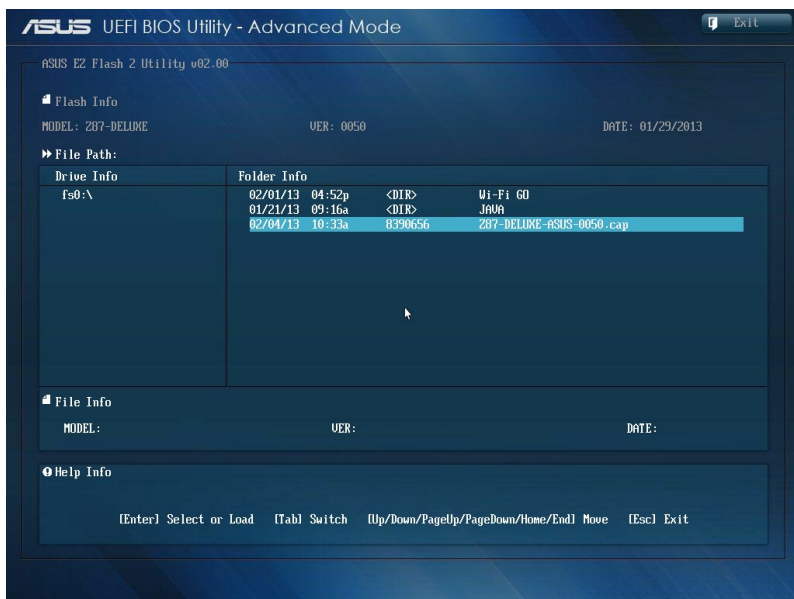 ASUS UEFI BIOS Utility - Advanced Mode
Exit
ASUS EZ Flash 2 Utility v02.00
Flash Info
MODEL: Z87-DELUXE VER: 0050 DATE: 01/29/2013
File Path:
Drive Info Folder Info
fs0:\ 02/01/13 04:52p <DIR> Wi-Fi GO
01/21/13 09:16a <DIR> JAVA
02/04/13 10:33a 8390656 Z87-DELUXE-ASUS-0050.cap
File Info
MODEL: VER: DATE:
Help Info
[Enter] Select or Load [Tab] Switch [Up/Down/PageUp/PageDown/Home/End] Move [Esc] Exit